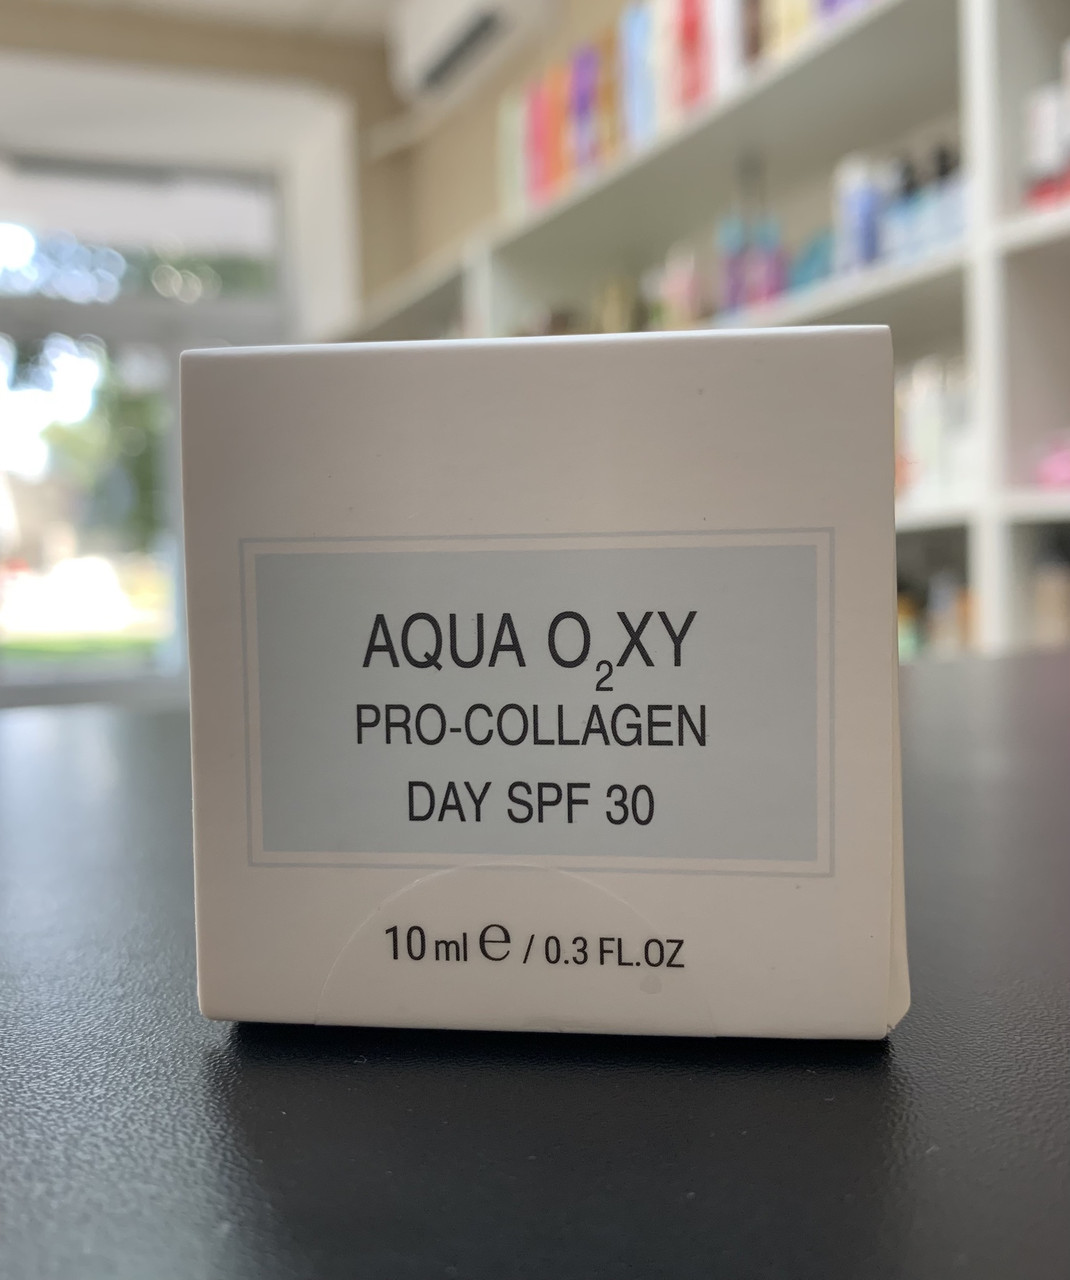 AQUA O₂XY
PRO-COLLAGEN
DAY SPF 30
10 ml ℮ / 0.3 FL.OZ